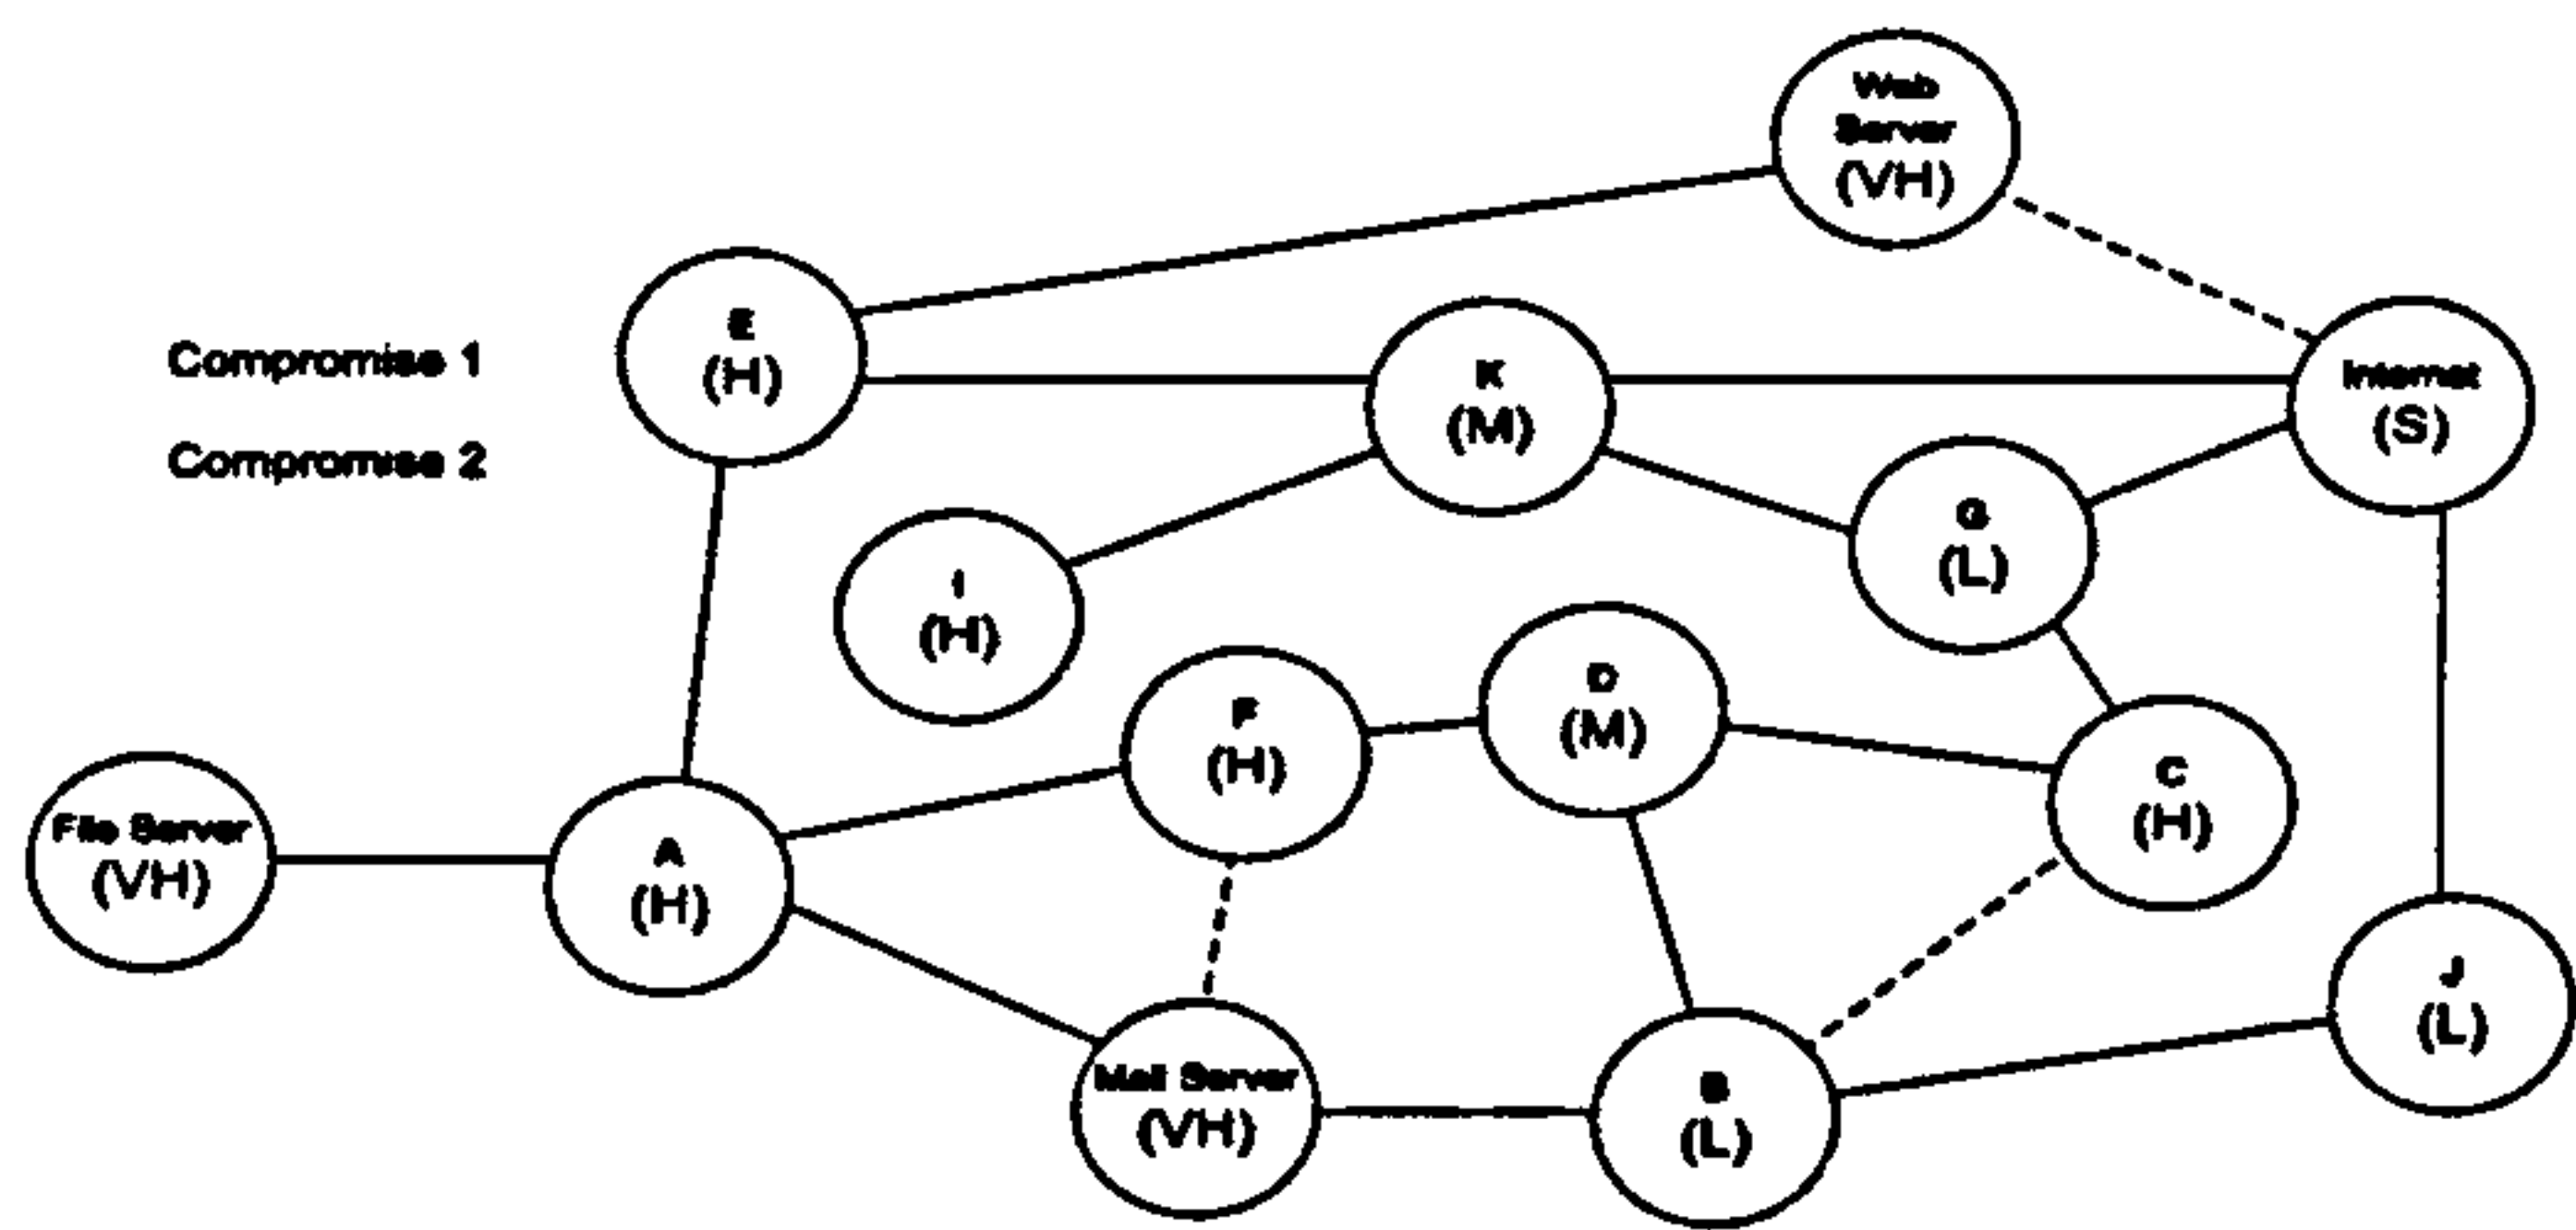 Web
Server
(VH)
E
(H)
Compromise 1
K
(M)
Internet
(S)
Compromise 2
G
(L)
I
(H)
D
(M)
F
(H)
C
(H)
File Server
(VH)
A
(H)
J
(L)
Mail Server
(VH)
B
(L)